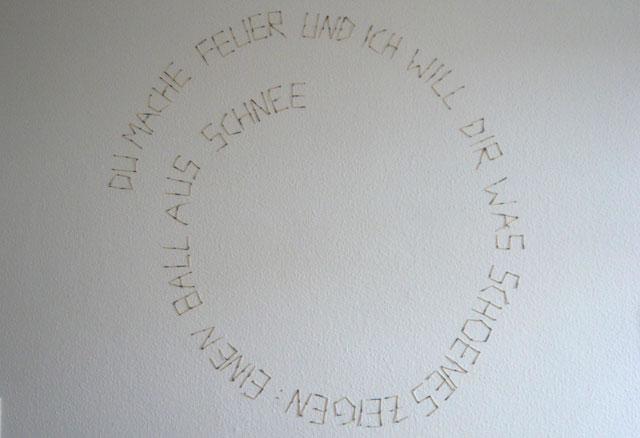 DU MACHE FEUER UND ICH WILL DIR WAS SCHOENES ZEIGEN: EINEN BALL AUS SCHNEE